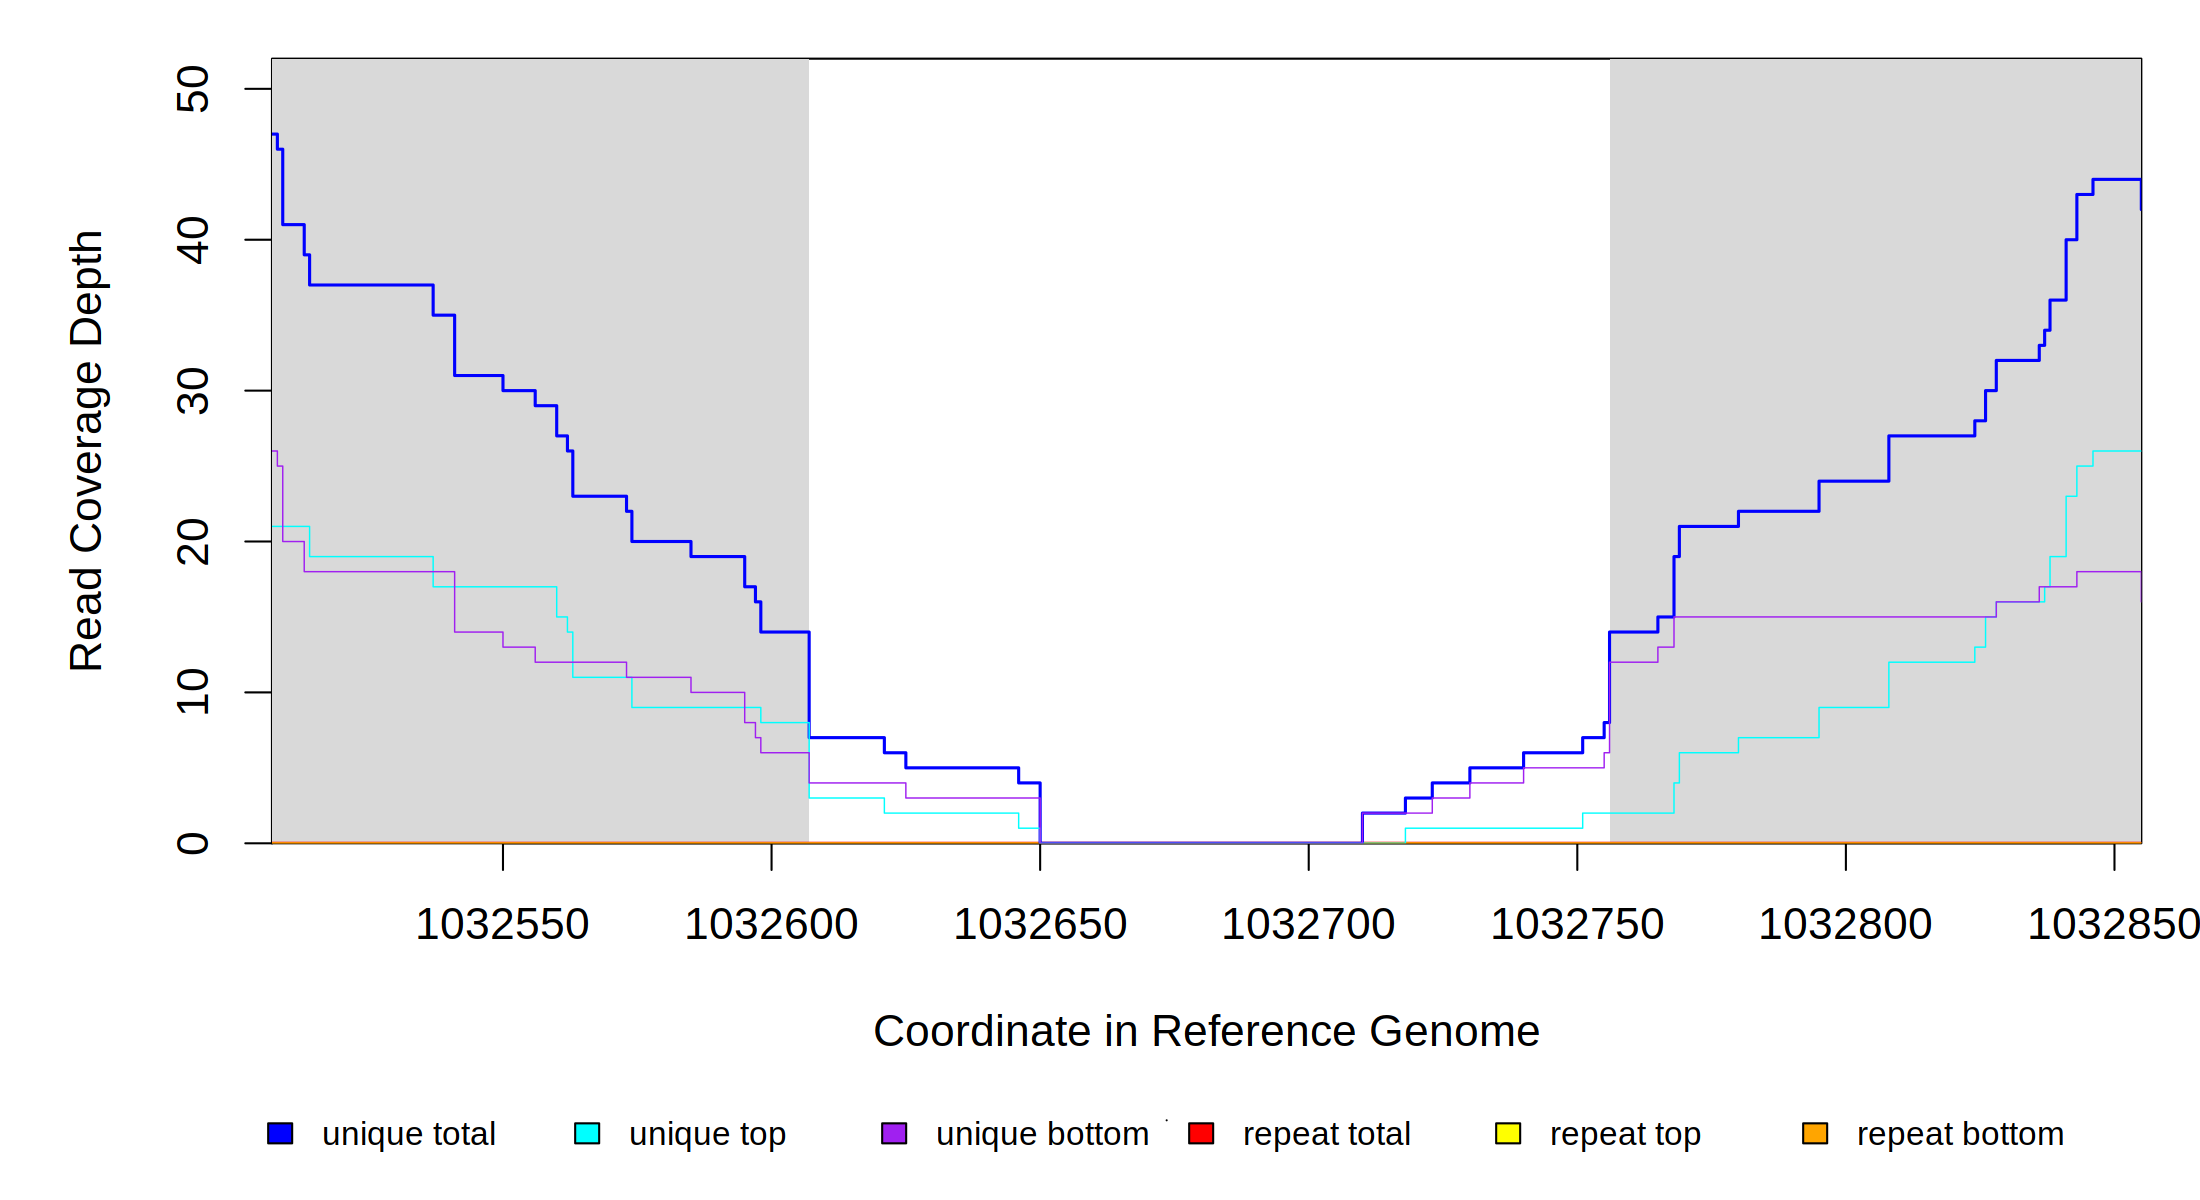 50
40
30
20
10
0
Read Coverage Depth
1032550 1032600 1032650 1032700 1032750 1032800 1032850
Coordinate in Reference Genome
unique total unique top unique bottom repeat total repeat top repeat bottom